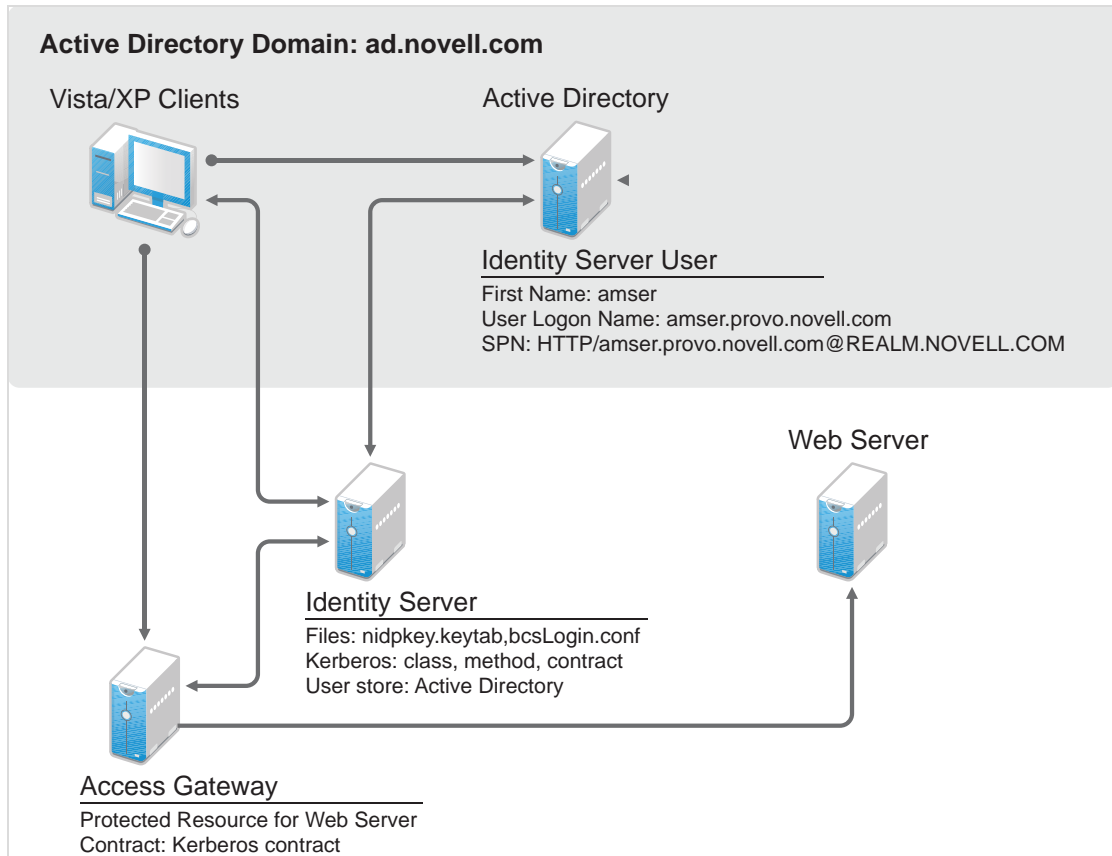 Active Directory Domain: ad.novell.com
Vista/XP Clients
Active Directory
Identity Server User
First Name: amser
User Logon Name: amser.provo.novell.com
SPN: HTTP/amser.provo.novell.com@REALM.NOVELL.COM
Web Server
Identity Server
Files: nidpkey.keytab,bcsLogin.conf
Kerberos: class, method, contract
User store: Active Directory
Access Gateway
Protected Resource for Web Server
Contract: Kerberos contract